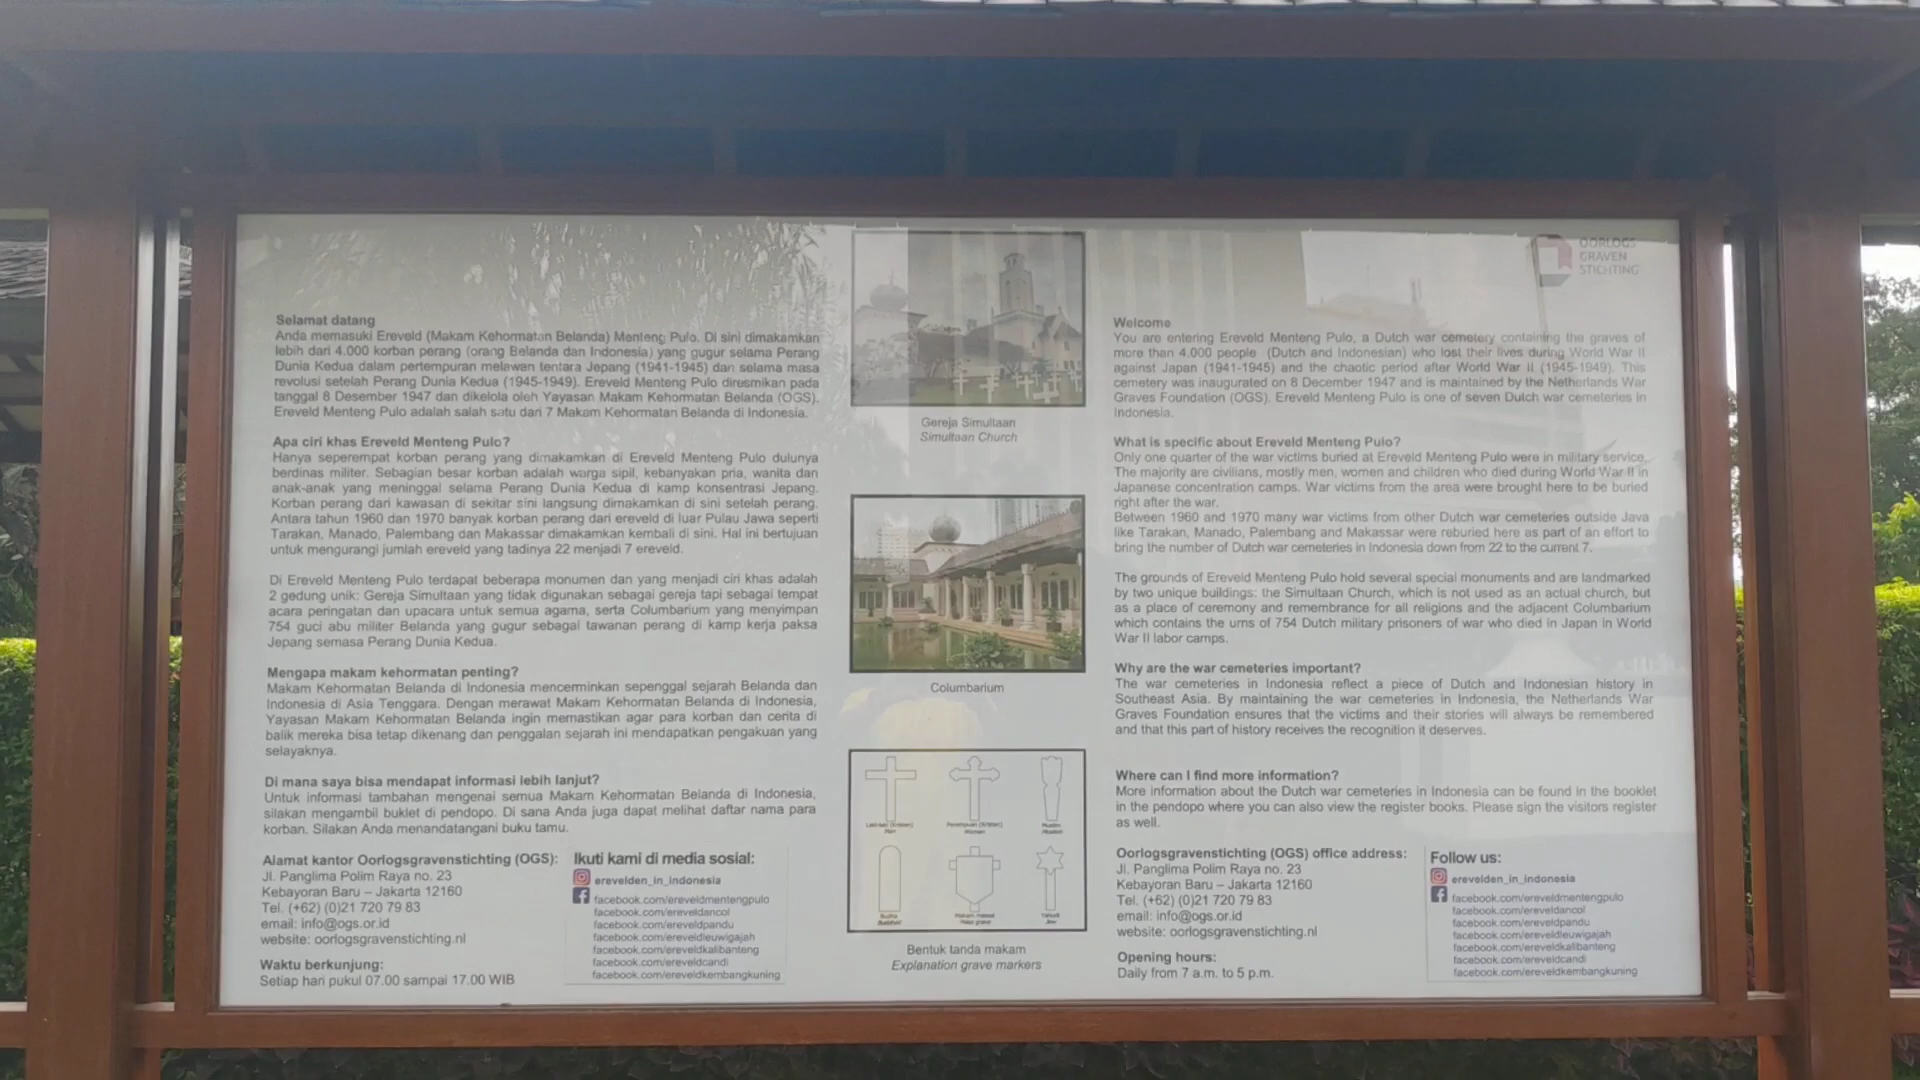 Selamat datang
Anda memasuki Ereveld (Makam Kehormatan Belanda) Menteng Pulo. Di sini dimakamkan
lebih dari 4.000 korban perang (orang Belanda dan Indonesia) yang gugur selama Perang
Dunia Kedua dalam pertempuran melawan tentara Jepang (1941-1945) dan selama masa
revolusi setelah Perang Dunia Kedua (1945-1949). Ereveld Menteng Pulo diresmikan pada
tanggal 8 Desember 1947 dan dikelola oleh Yayasan Makam Kehormatan Belanda (OGS).
Ereveld Menteng Pulo adalah salah satu dari 7 Makam Kehormatan Belanda di Indonesia.
Apa ciri khas Ereveld Menteng Pulo?
Hanya seperempat korban perang yang dimakamkan di Ereveld Menteng Pulo dulunya
berdinas militer. Sebagian besar korban adalah warga sipil, kebanyakan pria, wanita dan
anak-anak yang meninggal selama Perang Dunia Kedua di kamp konsentrasi Jepang.
Korban perang dari kawasan di sekitar sini langsung dimakamkan di sini setelah perang.
Antara tahun 1960 dan 1970 banyak korban perang dari ereveld di luar Pulau Jawa seperti
Tarakan, Manado, Palembang dan Makassar dimakamkan kembali di sini. Hal ini bertujuan
untuk mengurangi jumlah ereveld yang tadinya 22 menjadi 7 ereveld.
Di Ereveld Menteng Pulo terdapat beberapa monumen dan yang menjadi ciri khas adalah
2 gedung unik: Gereja Simultaan yang tidak digunakan sebagai gereja tapi sebagai tempat
acara peringatan dan upacara untuk semua agama, serta Columbarium yang menyimpan
754 guci abu militer Belanda yang gugur sebagai tawanan perang di kamp kerja paksa
Jepang semasa Perang Dunia Kedua.
Mengapa makam kehormatan penting?
Makam Kehormatan Belanda di Indonesia mencerminkan sepenggal sejarah Belanda dan
Indonesia di Asia Tenggara. Dengan merawat Makam Kehormatan Belanda di Indonesia,
Yayasan Makam Kehormatan Belanda ingin memastikan agar para korban dan cerita di
balik mereka bisa tetap dikenang dan penggalan sejarah ini mendapatkan pengakuan yang
selayaknya.
Di mana saya bisa mendapat informasi lebih lanjut?
Untuk informasi tambahan mengenai semua Makam Kehormatan Belanda di Indonesia,
silakan mengambil buklet di pendopo. Di sana Anda juga dapat melihat daftar nama para
korban. Silakan Anda menandatangani buku tamu.
Alamat kantor Oorlogsgravenstichting (OGS):
Jl. Panglima Polim Raya no. 23
Kebayoran Baru – Jakarta 12160
Tel. (+62) (0)21 720 79 83
email: info@ogs.or.id
website: oorlogsgravenstichting.nl
Waktu berkunjung:
Setiap hari pukul 07.00 sampai 17.00 WIB
Ikuti kami di media sosial:
erevelden_in_indonesia
facebook.com/ereveldmentengpulo
facebook.com/ereveldancol
facebook.com/ereveldpandu
facebook.com/ereveldleuwigajah
facebook.com/ereveldkalibanteng
facebook.com/ereveldcandi
facebook.com/ereveldkembangkuning
Gereja Simultaan
Simultaan Church
Columbarium
Laki-laki (Kristen)
Man
Perempuan (Kristen)
Woman
Muslim
Moslem
Budha
Buddhist
Makam massal
Mass grave
Yahudi
Jew
Bentuk tanda makam
Explanation grave markers
OORLOGS
GRAVEN
STICHTING
Welcome
You are entering Ereveld Menteng Pulo, a Dutch war cemetery containing the graves of
more than 4.000 people (Dutch and Indonesian) who lost their lives during World War II
against Japan (1941-1945) and the chaotic period after World War II (1945-1949). This
cemetery was inaugurated on 8 December 1947 and is maintained by the Netherlands War
Graves Foundation (OGS). Ereveld Menteng Pulo is one of seven Dutch war cemeteries in
Indonesia.
What is specific about Ereveld Menteng Pulo?
Only one quarter of the war victims buried at Ereveld Menteng Pulo were in military service.
The majority are civilians, mostly men, women and children who died during World War II in
Japanese concentration camps. War victims from the area were brought here to be buried
right after the war.
Between 1960 and 1970 many war victims from other Dutch war cemeteries outside Java
like Tarakan, Manado, Palembang and Makassar were reburied here as part of an effort to
bring the number of Dutch war cemeteries in Indonesia down from 22 to the current 7.
The grounds of Ereveld Menteng Pulo hold several special monuments and are landmarked
by two unique buildings: the Simultaan Church, which is not used as an actual church, but
as a place of ceremony and remembrance for all religions and the adjacent Columbarium
which contains the urns of 754 Dutch military prisoners of war who died in Japan in World
War II labor camps.
Why are the war cemeteries important?
The war cemeteries in Indonesia reflect a piece of Dutch and Indonesian history in
Southeast Asia. By maintaining the war cemeteries in Indonesia, the Netherlands War
Graves Foundation ensures that the victims and their stories will always be remembered
and that this part of history receives the recognition it deserves.
Where can I find more information?
More information about the Dutch war cemeteries in Indonesia can be found in the booklet
in the pendopo where you can also view the register books. Please sign the visitors register
as well.
Oorlogsgravenstichting (OGS) office address:
Jl. Panglima Polim Raya no. 23
Kebayoran Baru – Jakarta 12160
Tel. (+62) (0)21 720 79 83
email: info@ogs.or.id
website: oorlogsgravenstichting.nl
Opening hours:
Daily from 7 a.m. to 5 p.m.
Follow us:
erevelden_in_indonesia
facebook.com/ereveldmentengpulo
facebook.com/ereveldancol
facebook.com/ereveldpandu
facebook.com/ereveldleuwigajah
facebook.com/ereveldkalibanteng
facebook.com/ereveldcandi
facebook.com/ereveldkembangkuning